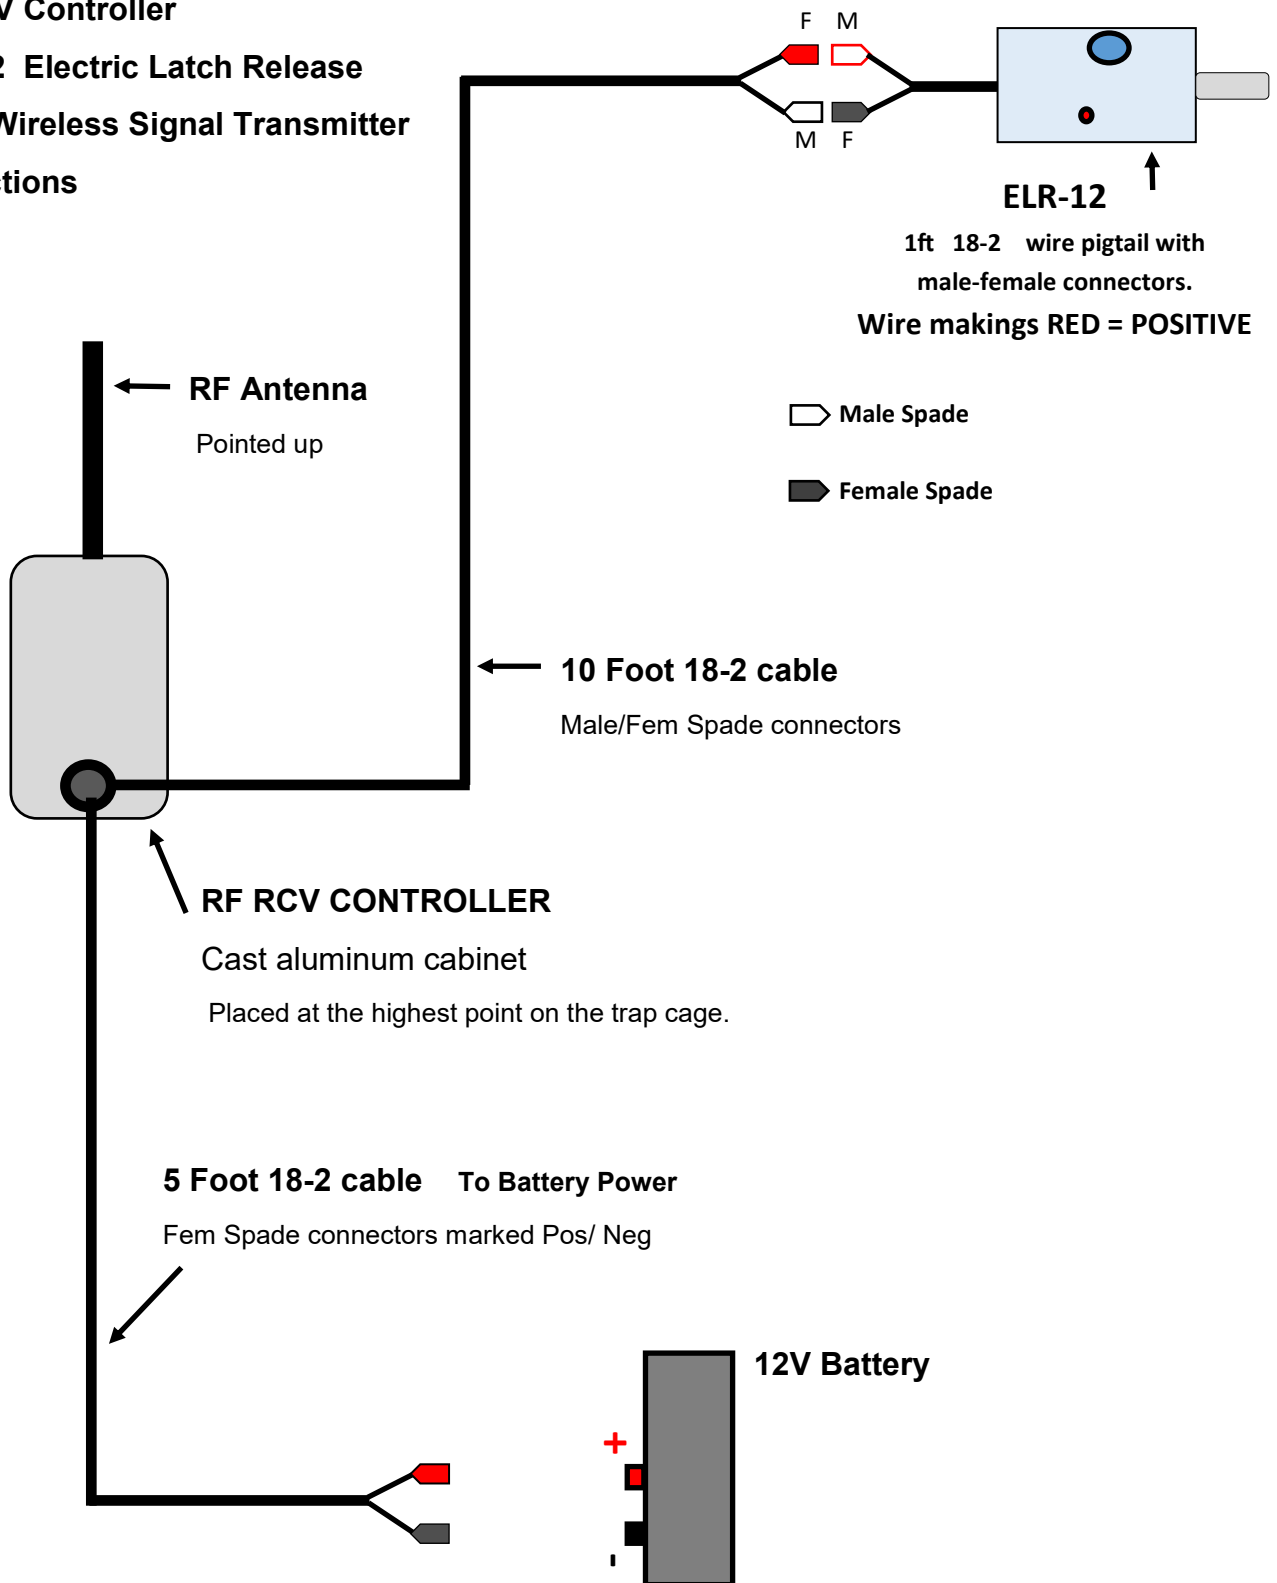 V Controller
2 Electric Latch Release
Wireless Signal Transmitter
ctions
F M
M F
ELR-12
1ft 18-2 wire pigtail with
male-female connectors.
Wire makings RED = POSITIVE
RF Antenna
Pointed up
Male Spade
Female Spade
10 Foot 18-2 cable
Male/Fem Spade connectors
RF RCV CONTROLLER
Cast aluminum cabinet
Placed at the highest point on the trap cage.
5 Foot 18-2 cable To Battery Power
Fem Spade connectors marked Pos/ Neg
12V Battery
+
-